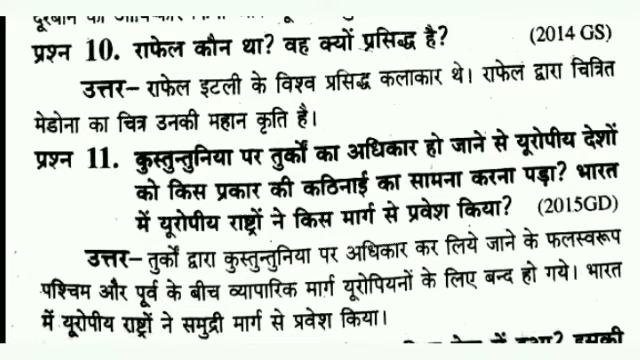 प्रश्न 10. राफेल कौन था? वह क्यों प्रसिद्ध है? (2014 GS)
उत्तर– राफेल इटली के विश्व प्रसिद्ध कलाकार थे। राफेल द्वारा चित्रित
मेडोना का चित्र उनकी महान कृति है।
प्रश्न 11. कुस्तुन्तुनिया पर तुर्कों का अधिकार हो जाने से यूरोपीय देशों
को किस प्रकार की कठिनाई का सामना करना पड़ा? भारत
में यूरोपीय राष्ट्रों ने किस मार्ग से प्रवेश किया? (2015GD)
उत्तर– तुर्कों द्वारा कुस्तुन्तुनिया पर अधिकार कर लिये जाने के फलस्वरूप
पश्चिम और पूर्व के बीच व्यापारिक मार्ग यूरोपियनों के लिए बन्द हो गये। भारत
में यूरोपीय राष्ट्रों ने समुद्री मार्ग से प्रवेश किया।